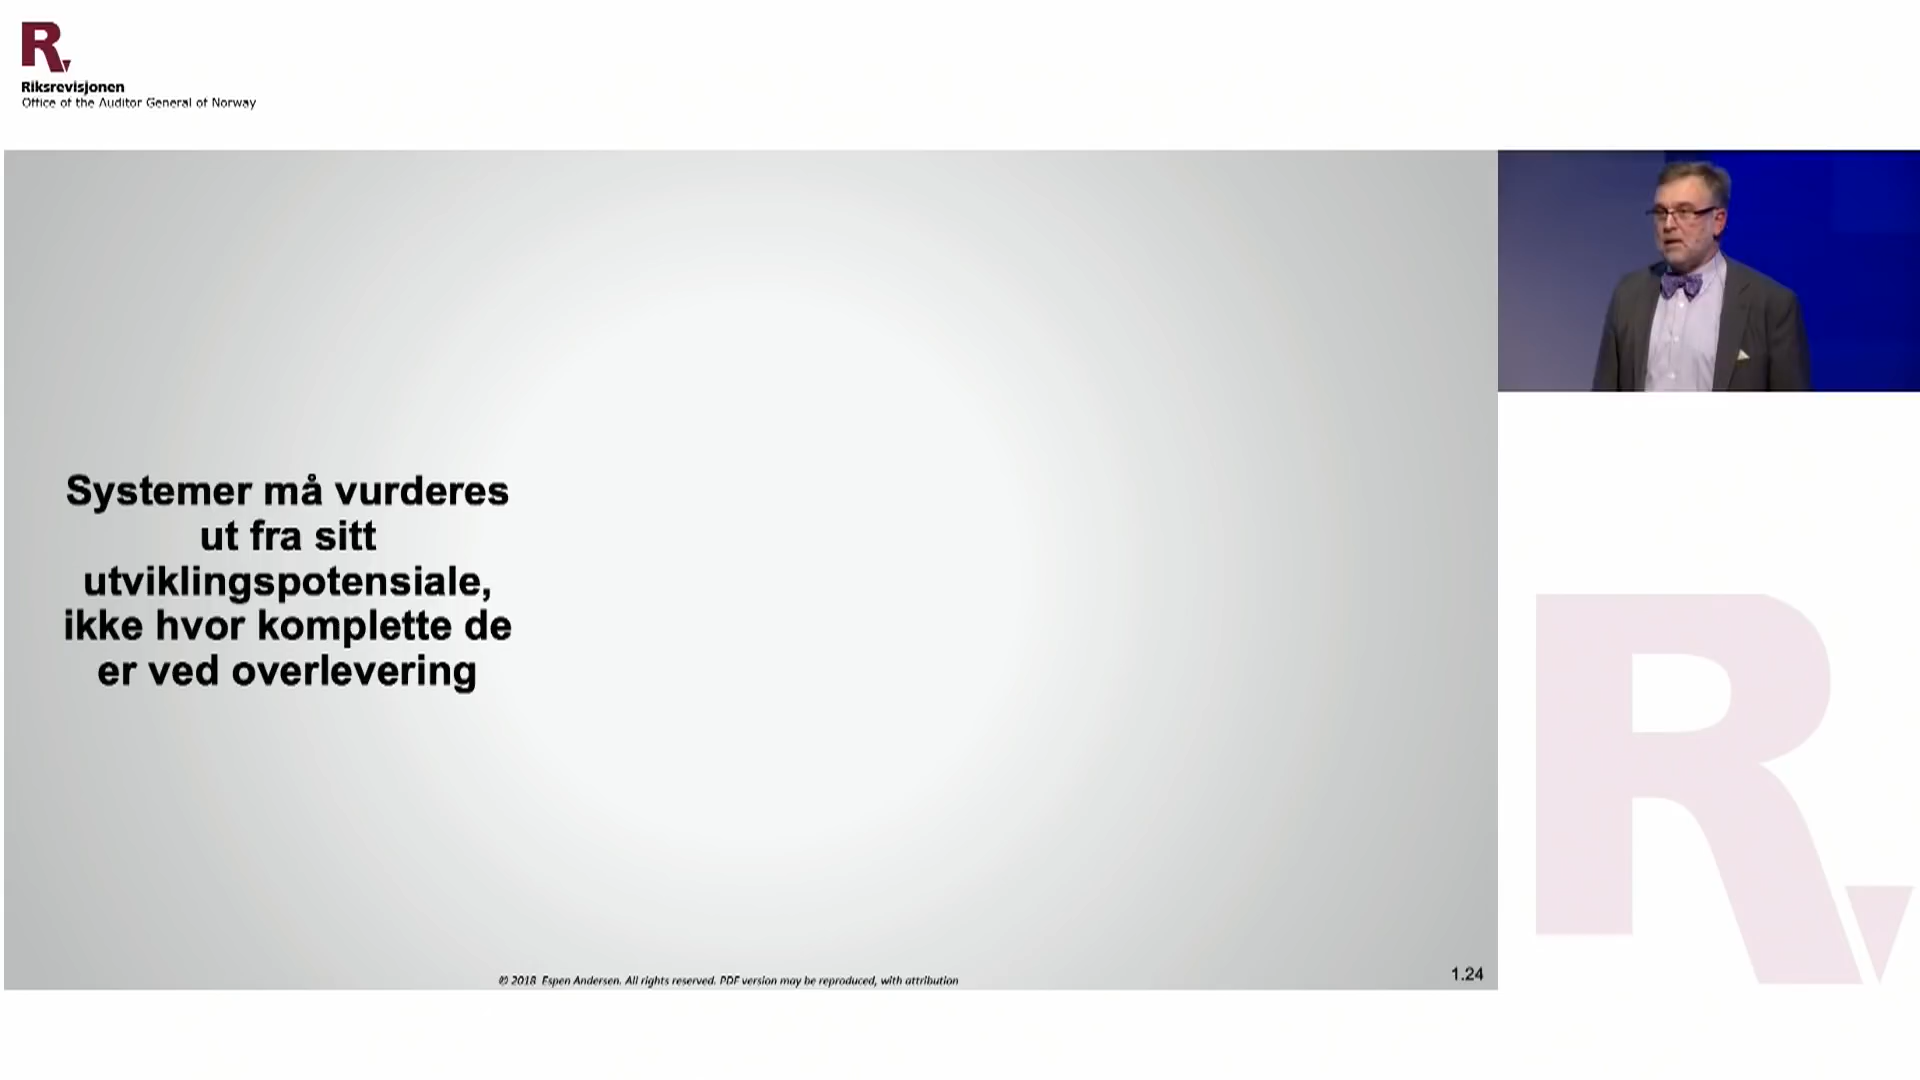 Riksrevisjonen
Office of the Auditor General of Norway
Systemer må vurderes
ut fra sitt
utviklingspotensiale,
ikke hvor komplette de
er ved overlevering
© 2018 Espen Andersen. All rights reserved. PDF version may be reproduced, with attribution
1.24